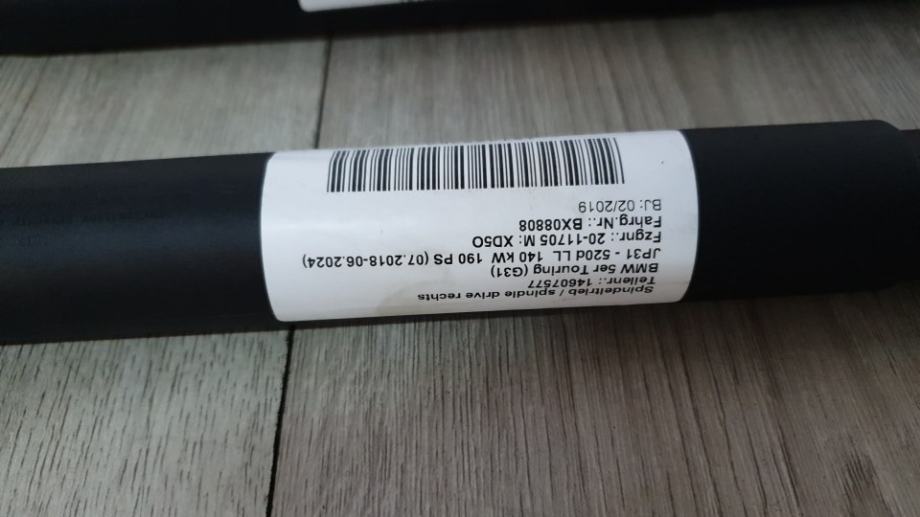 Spindeltrieb / spindle drive rechts
Teilenr.: 14607577
BMW 5er Touring (G31)
JP31 - 520d LL 140 kW 190 PS (07.2018-06.2024)
Fzgnr.: 20-11705 M: XD5O
Fahrg.Nr.: BX08808
BJ: 02/2019